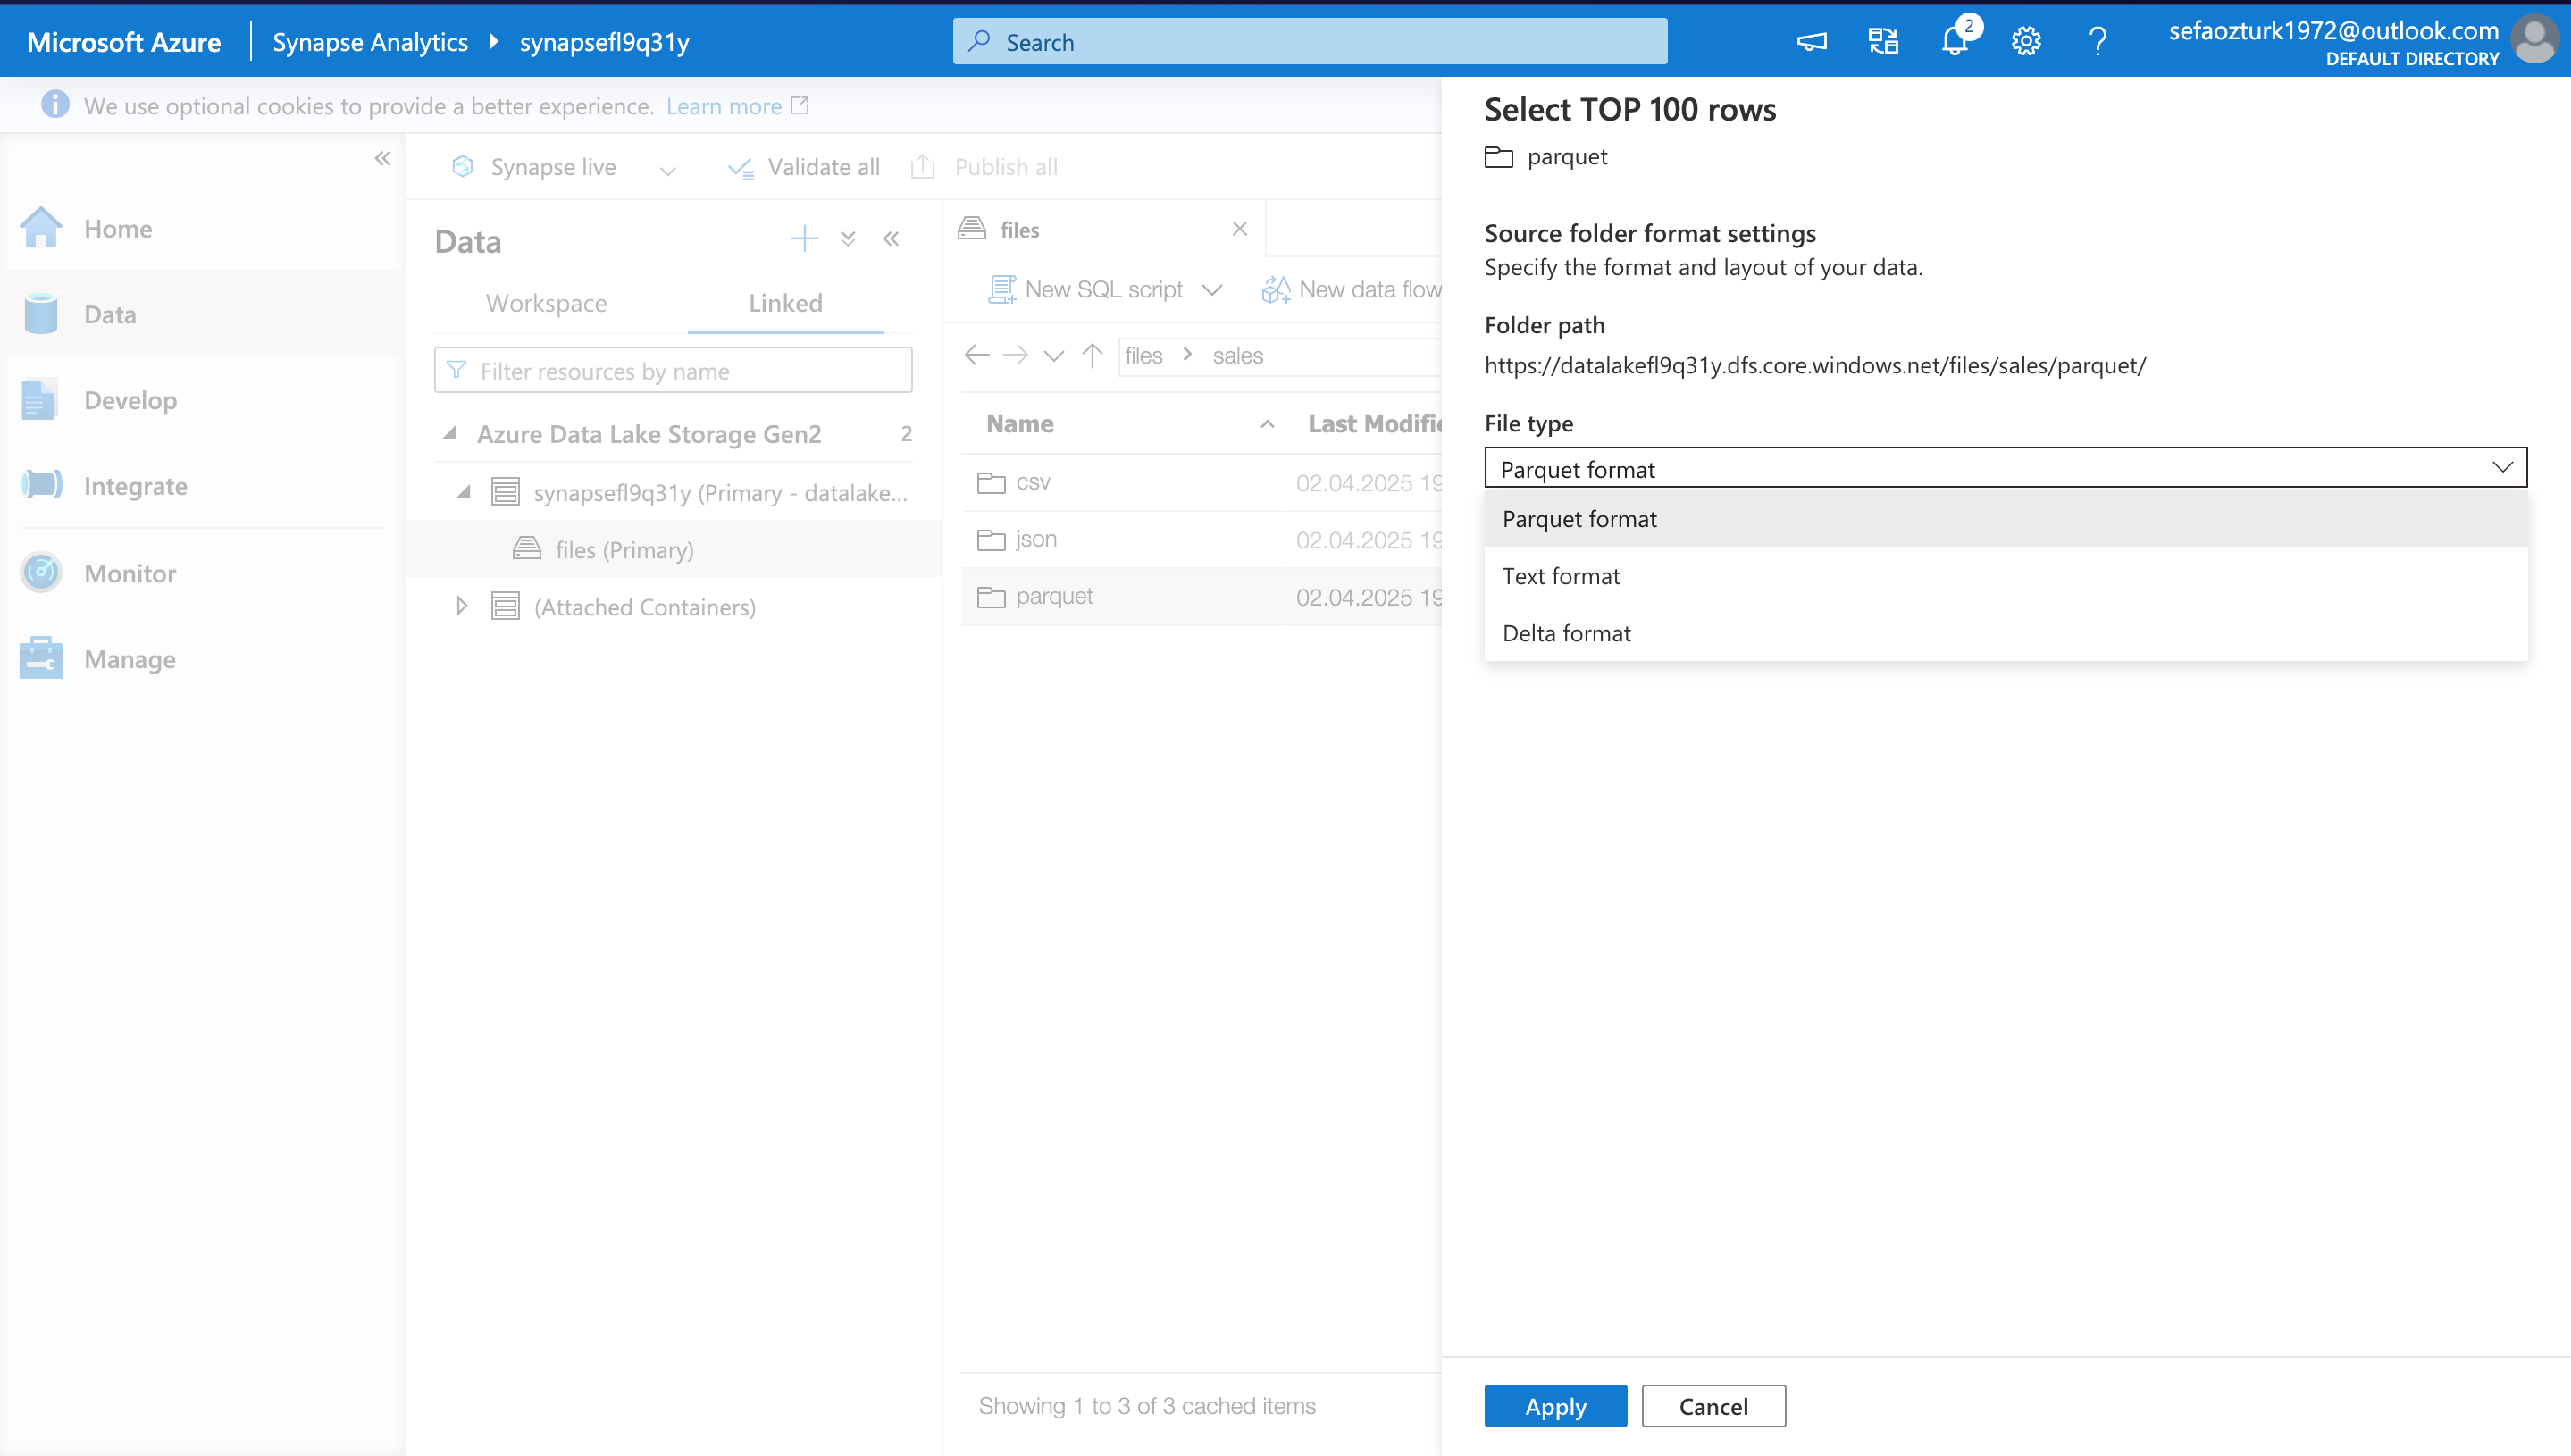 Microsoft Azure
Synapse Analytics
synapsefl9q31y
Search
2
sefaozturk1972@outlook.com
DEFAULT DIRECTORY
We use optional cookies to provide a better experience. Learn more
Synapse live
Validate all
Publish all
Home
Data
Develop
Integrate
Monitor
Manage
Data
Workspace
Linked
Filter resources by name
Azure Data Lake Storage Gen2 2
synapsefl9q31y (Primary - datalake...
files (Primary)
(Attached Containers)
files
New SQL script
New data flow
files
sales
Name
csv 02.04.2025
json 02.04.2025
parquet 02.04.2025
Showing 1 to 3 of 3 cached items
Select TOP 100 rows
parquet
Source folder format settings
Specify the format and layout of your data.
Folder path
https://datalakefl9q31y.dfs.core.windows.net/files/sales/parquet/
File type
Parquet format
Parquet format
Text format
Delta format
Apply
Cancel